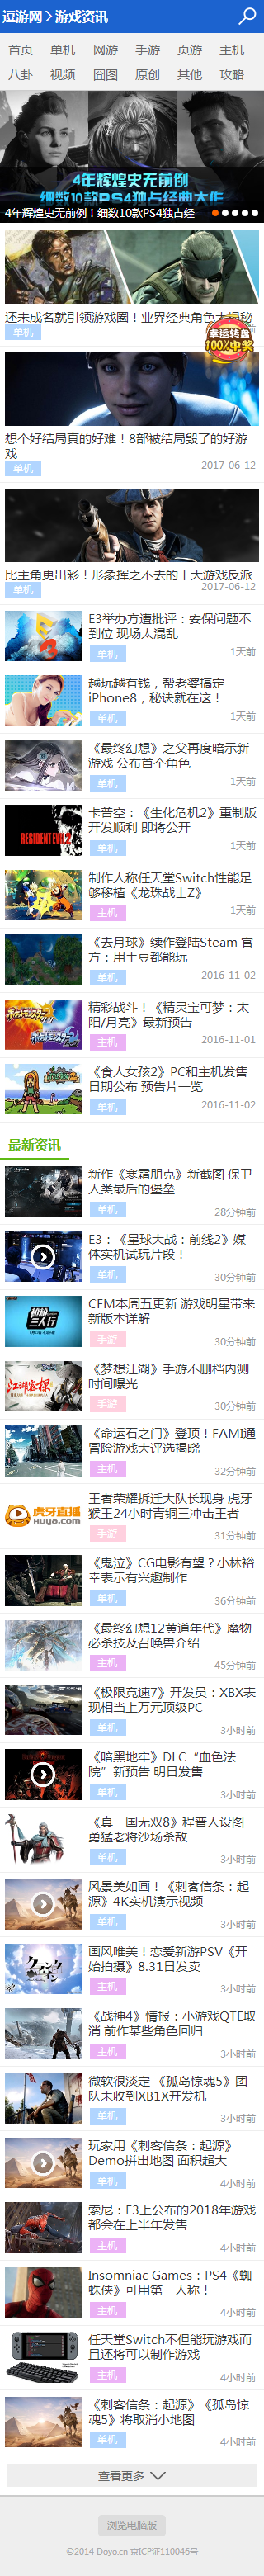 逗游网 > 游戏资讯
首页 单机 网游 手游 页游 主机
八卦 视频 囧图 原创 其他 攻略
4年辉煌史无前例
细数10款PS4独占经典大作
4年辉煌史无前例！细数10款PS4独占经
还未成名就引领游戏圈！业界经典角色大揭秘
单机
幸运转盘
100%中奖
想个好结局真的好难！8部被结局毁了的好游
戏
单机 2017-06-12
比主角更出彩！形象挥之不去的十大游戏反派
单机 2017-06-12
E3举办方遭批评：安保问题不
到位 现场太混乱
单机 1天前
越玩越有钱，帮老婆搞定
iPhone8，秘诀就在这！
单机 1天前
《最终幻想》之父再度暗示新
游戏 公布首个角色
单机 1天前
RESIDENT EVIL 2
卡普空：《生化危机2》重制版
开发顺利 即将公开
单机 1天前
制作人称任天堂Switch性能足
够移植《龙珠战士Z》
主机 1天前
《去月球》续作登陆Steam 官
方：用土豆都能玩
单机 2016-11-02
精彩战斗！《精灵宝可梦：太
阳/月亮》最新预告
主机 2016-11-01
《食人女孩2》PC和主机发售
日期公布 预告片一览
单机 2016-11-02
最新资讯
新作《寒霜朋克》新截图 保卫
人类最后的堡垒
单机 28分钟前
E3：《星球大战：前线2》媒
体实机试玩片段！
单机 30分钟前
CFM本周五更新 游戏明星带来
新版本详解
手游 30分钟前
《梦想江湖》手游不删档内测
时间曝光
手游 30分钟前
《命运石之门》登顶！FAMI通
冒险游戏大评选揭晓
主机 32分钟前
虎牙直播
Huya.com
王者荣耀拆迁大队长现身 虎牙
猴王24小时青铜三冲击王者
手游 31分钟前
《鬼泣》CG电影有望？小林裕
幸表示有兴趣制作
单机 36分钟前
《最终幻想12黄道年代》魔物
必杀技及召唤兽介绍
主机 45分钟前
《极限竞速7》开发员：XBX表
现相当上万元顶级PC
单机 3小时前
《暗黑地牢》DLC“血色法
院”新预告 明日发售
单机 3小时前
《真三国无双8》程普人设图
勇猛老将沙场杀敌
单机 3小时前
风景美如画！《刺客信条：起
源》4K实机演示视频
单机 3小时前
画风唯美！恋爱新游PSV《开
始拍摄》8.31日发卖
主机 3小时前
《战神4》情报：小游戏QTE取
消 前作某些角色回归
主机 3小时前
微软很淡定 《孤岛惊魂5》团
队未收到XB1X开发机
单机 3小时前
玩家用《刺客信条：起源》
Demo拼出地图 面积超大
单机 4小时前
索尼：E3上公布的2018年游戏
都会在上半年发售
主机 4小时前
Insomniac Games：PS4《蜘
蛛侠》可用第一人称！
主机 4小时前
任天堂Switch不但能玩游戏而
且还将可以制作游戏
主机 4小时前
《刺客信条：起源》《孤岛惊
魂5》将取消小地图
单机 4小时前
查看更多
浏览电脑版
©2014 Doyo.cn 京ICP证110046号